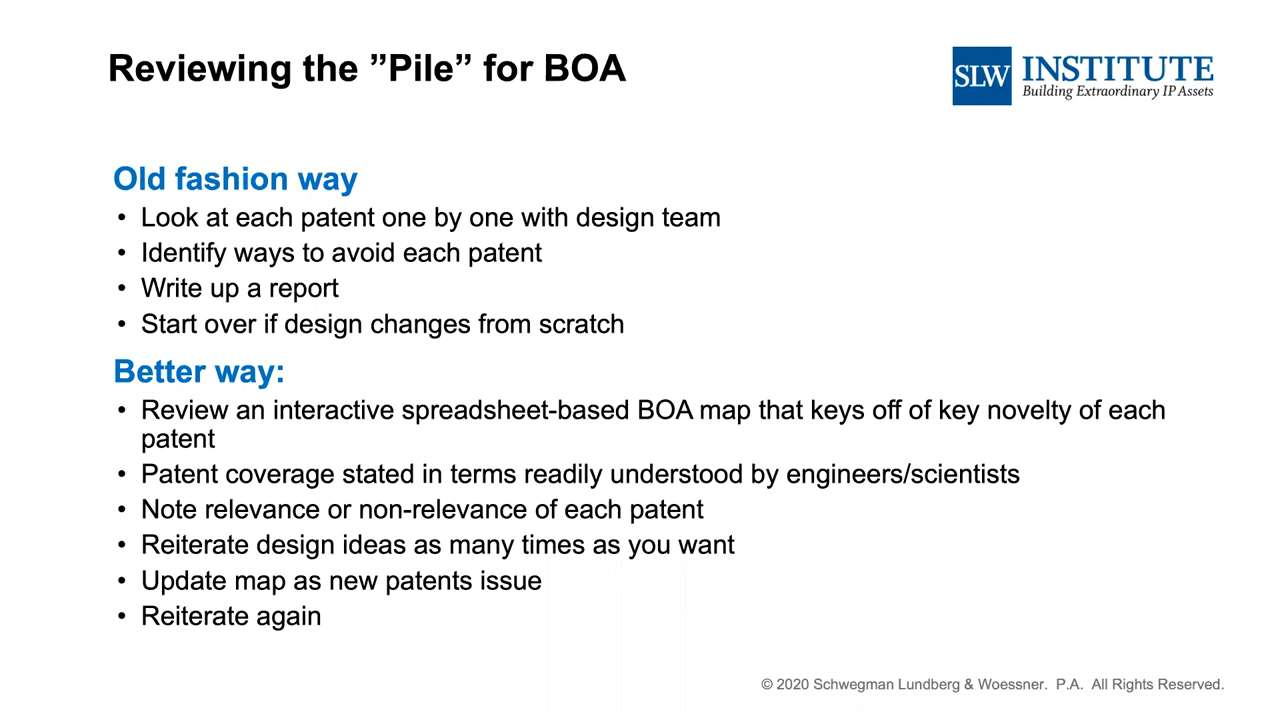 Reviewing the ”Pile” for BOA
SLW INSTITUTE
Building Extraordinary IP Assets
Old fashion way
• Look at each patent one by one with design team
• Identify ways to avoid each patent
• Write up a report
• Start over if design changes from scratch
Better way:
• Review an interactive spreadsheet-based BOA map that keys off of key novelty of each
patent
• Patent coverage stated in terms readily understood by engineers/scientists
• Note relevance or non-relevance of each patent
• Reiterate design ideas as many times as you want
• Update map as new patents issue
• Reiterate again
© 2020 Schwegman Lundberg & Woessner. P.A. All Rights Reserved.